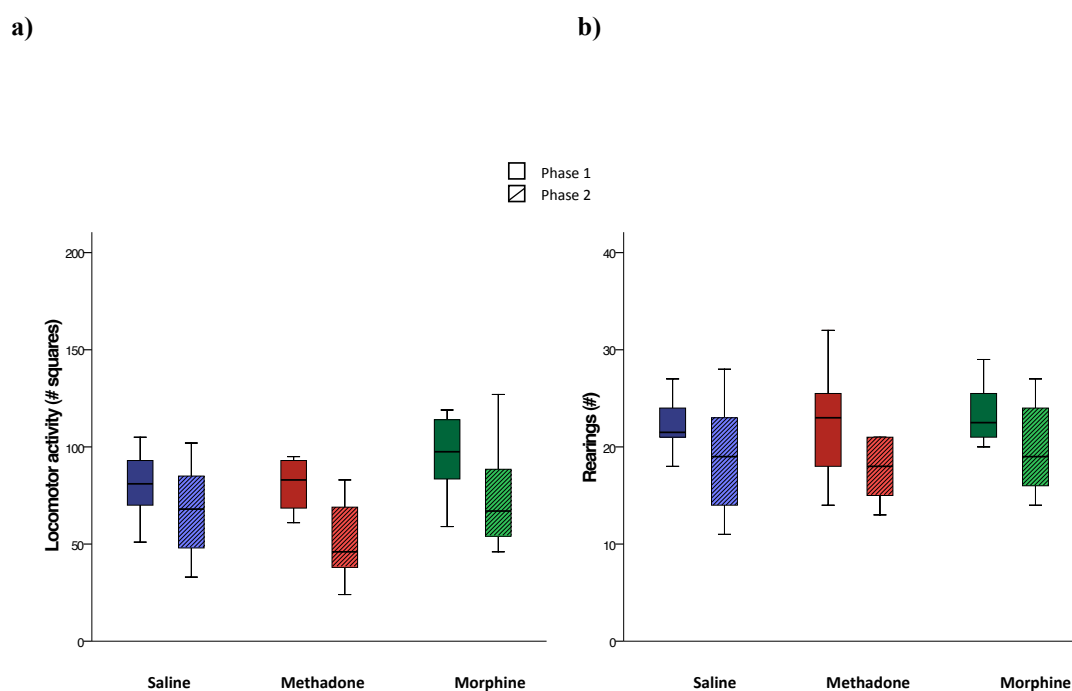 a)
b)
Phase 1
Phase 2
Locomotor activity (# squares)
200
150
100
50
0
Saline Methadone Morphine
Rearings (#)
40
30
20
10
0
Saline Methadone Morphine